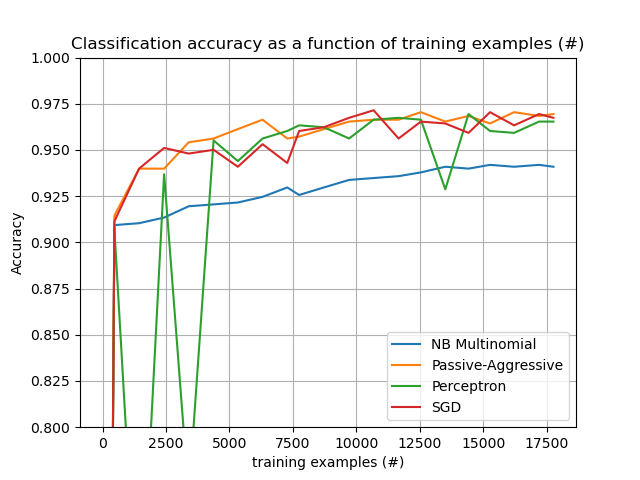 Classification accuracy as a function of training examples (#)
1.000
0.975
0.950
0.925
0.900
0.875
0.850
0.825
0.800
Accuracy
NB Multinomial
Passive-Aggressive
Perceptron
SGD
0 2500 5000 7500 10000 12500 15000 17500
training examples (#)